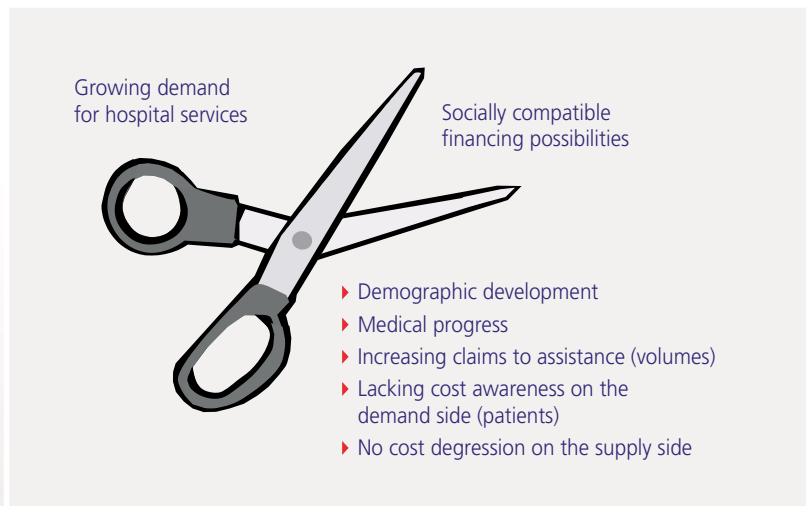 Growing demand
for hospital services
Socially compatible
financing possibilities
Demographic development
Medical progress
Increasing claims to assistance (volumes)
Lacking cost awareness on the
demand side (patients)
No cost degression on the supply side